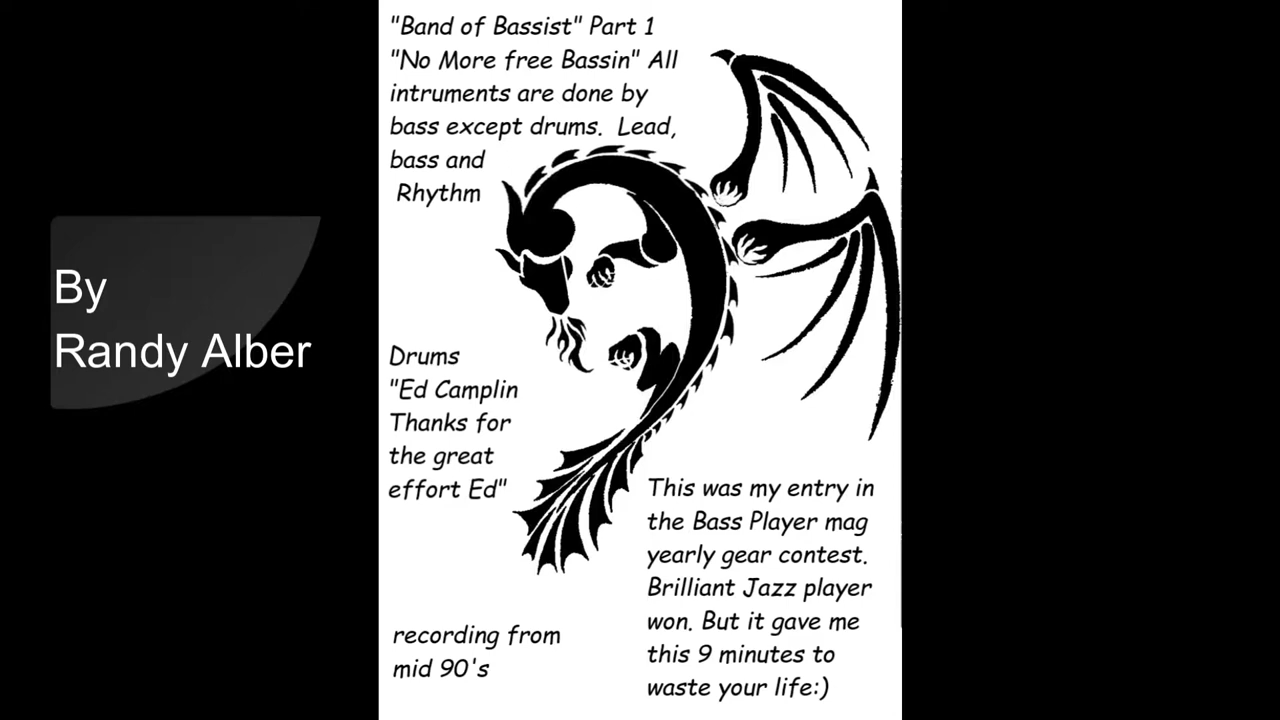 "Band of Bassist" Part 1
"No More free Bassin" All
intruments are done by
bass except drums.  Lead,
bass and
Rhythm
By
Randy Alber
Drums
"Ed Camplin
Thanks for
the great
effort Ed"
This was my entry in
the Bass Player mag
yearly gear contest.
Brilliant Jazz player
won. But it gave me
this 9 minutes to
waste your life:)
recording from
mid 90's